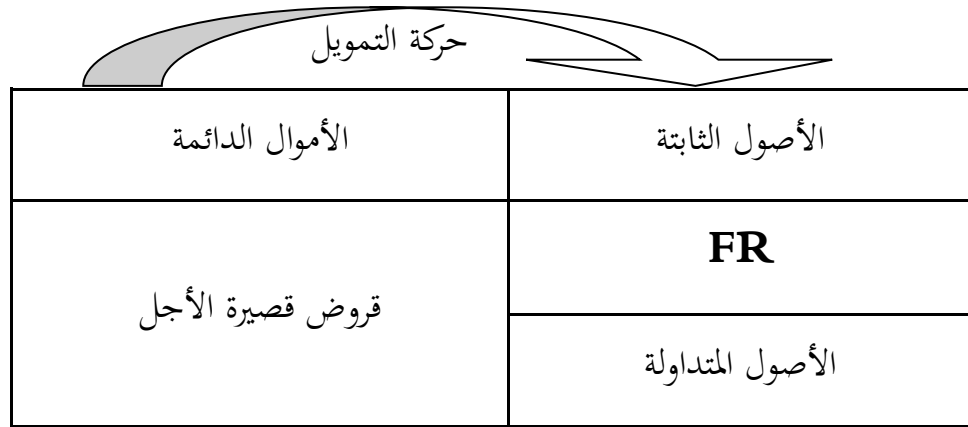 حركة التمويل
الأصول الثابتة
الأموال الدائمة
FR
قروض قصيرة الأجل
الأصول المتداولة